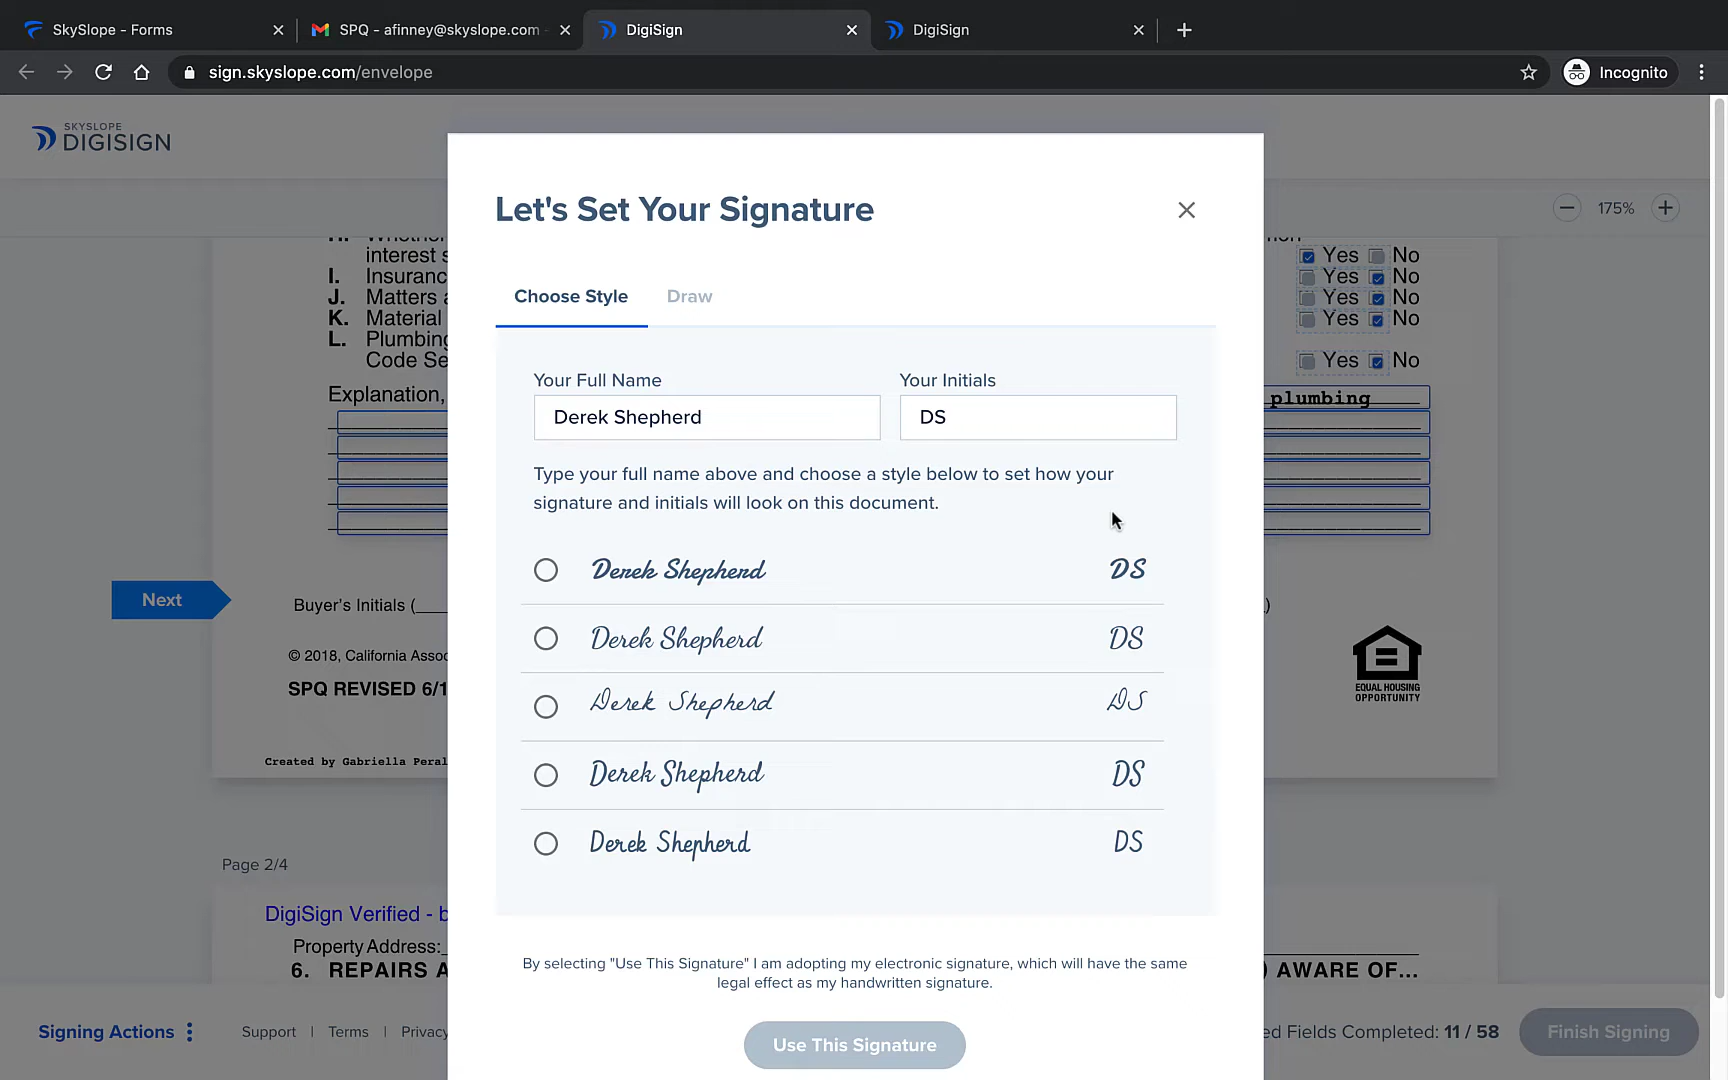 SkySlope - Forms
SPQ - afinney@skyslope.com -
DigiSign
DigiSign
sign.skyslope.com/envelope
Incognito
SKYSLOPE
DIGISIGN
Let's Set Your Signature
175%
interest
Yes No
I. Insuranc
Yes No
J. Matters a
Yes No
K. Material
Yes No
L. Plumbing
Code Se
Yes No
Explanation,
plumbing
Choose Style
Draw
Your Full Name
Your Initials
Derek Shepherd
DS
Type your full name above and choose a style below to set how your
signature and initials will look on this document.
Derek Shepherd DS
Derek Shepherd DS
Derek Shepherd DS
Derek Shepherd DS
Derek Shepherd DS
Next
Buyer's Initials (____
)
© 2018, California Assoc
SPQ REVISED 6/1
EQUAL HOUSING
OPPORTUNITY
Created by Gabriella Peral
Page 2/4
DigiSign Verified - b
Property Address:
6. REPAIRS A
) AWARE OF...
By selecting "Use This Signature" I am adopting my electronic signature, which will have the same
legal effect as my handwritten signature.
Use This Signature
Signing Actions
Support | Terms | Privacy
ed Fields Completed: 11 / 58
Finish Signing